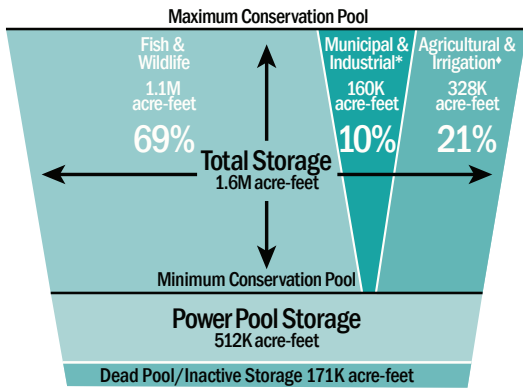 Maximum Conservation Pool
Fish &
Wildlife
1.1M
acre-feet
69%
Municipal &
Industrial*
160K
acre-feet
10%
Agricultural &
Irrigation♦
328K
acre-feet
21%
Total Storage
1.6M acre-feet
Minimum Conservation Pool
Power Pool Storage
512K acre-feet
Dead Pool/Inactive Storage 171K acre-feet